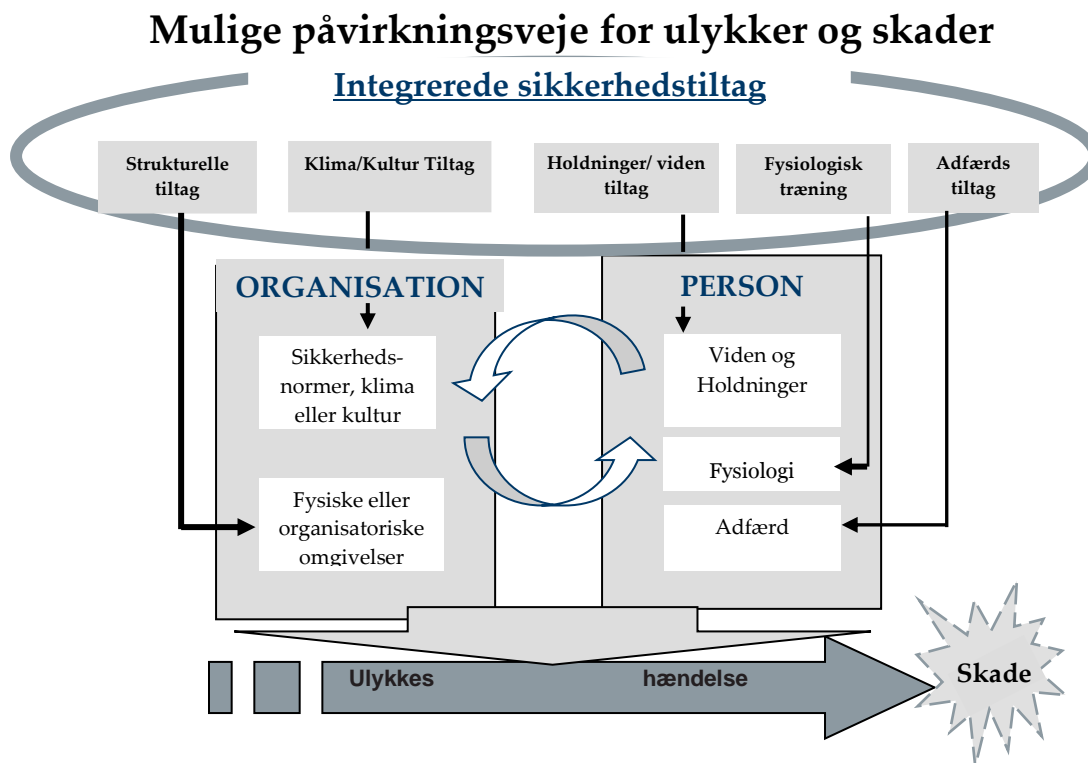 Mulige påvirkningsveje for ulykker og skader
Integrerede sikkerhedstiltag
Strukturelle
tiltag
Klima/Kultur Tiltag
Holdninger/ viden
tiltag
Fysiologisk
træning
Adfærds
tiltag
ORGANISATION
Sikkerheds-
normer, klima
eller kultur
Fysiske eller
organisatoriske
omgivelser
PERSON
Viden og
Holdninger
Fysiologi
Adfærd
Ulykkes hændelse
Skade